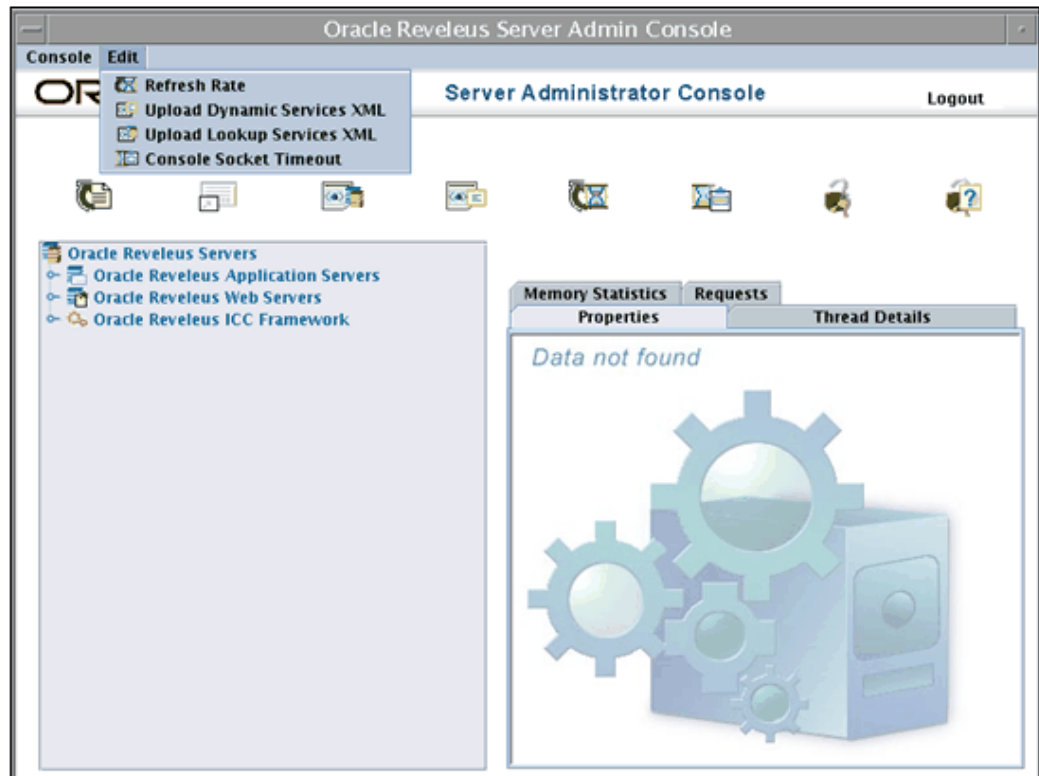 Oracle Reveleus Server Admin Console
Console Edit
Refresh Rate
Upload Dynamic Services XML
Upload Lookup Services XML
Console Socket Timeout
Server Administrator Console
Logout
Oracle Reveleus Servers
Oracle Reveleus Application Servers
Oracle Reveleus Web Servers
Oracle Reveleus ICC Framework
Memory Statistics Requests
Properties Thread Details
Data not found